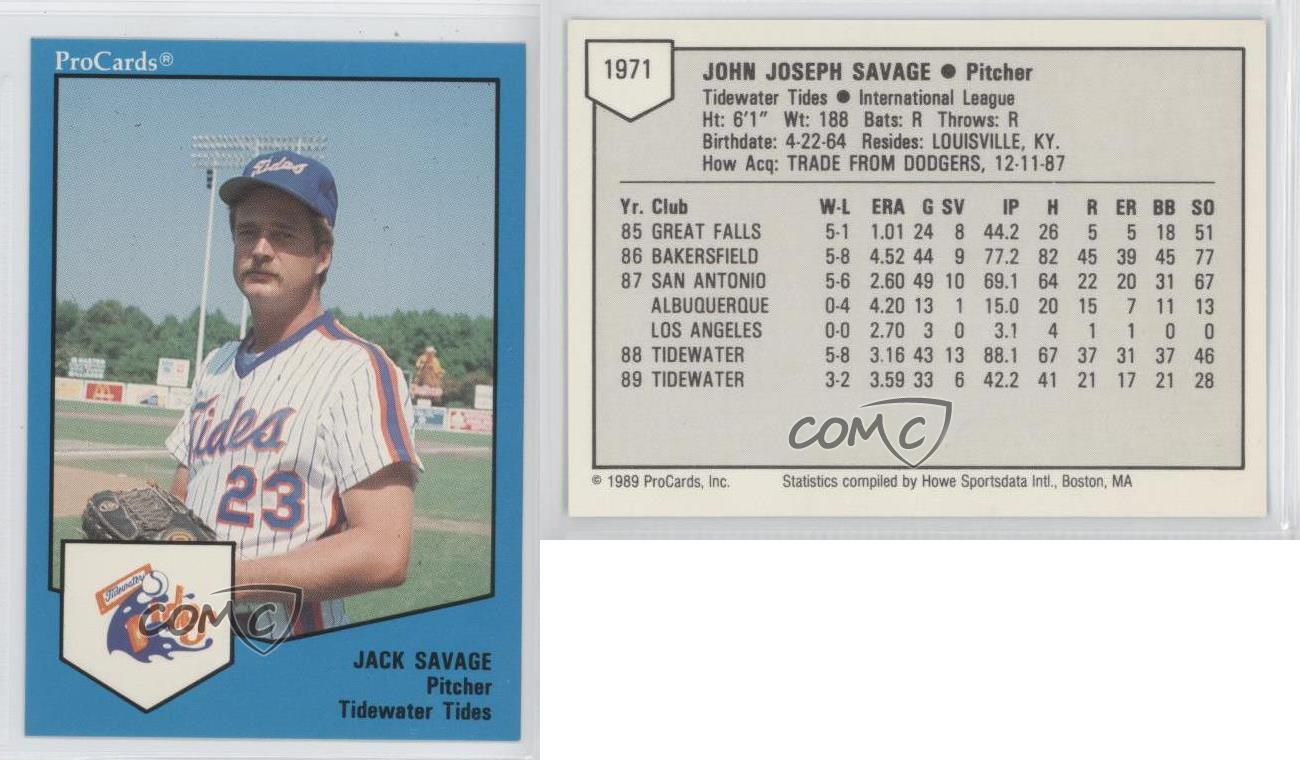 ProCards®
Tides
Tides
23
Tidewater
Tides
COMC
JACK SAVAGE
Pitcher
Tidewater Tides
1971
JOHN JOSEPH SAVAGE ● Pitcher
Tidewater Tides ● International League
Ht: 6'1" Wt: 188 Bats: R Throws: R
Birthdate: 4-22-64 Resides: LOUISVILLE, KY.
How Acq: TRADE FROM DODGERS, 12-11-87
Yr. Club W-L ERA G SV IP H R ER BB SO
85 GREAT FALLS 5-1 1.01 24 8 44.2 26 5 5 18 51
86 BAKERSFIELD 5-8 4.52 44 9 77.2 82 45 39 45 77
87 SAN ANTONIO 5-6 2.60 49 10 69.1 64 22 20 31 67
ALBUQUERQUE 0-4 4.20 13 1 15.0 20 15 7 11 13
LOS ANGELES 0-0 2.70 3 0 3.1 4 1 1 0 0
88 TIDEWATER 5-8 3.16 43 13 88.1 67 37 31 37 46
89 TIDEWATER 3-2 3.59 33 6 42.2 41 21 17 21 28
COMC
© 1989 ProCards, Inc. Statistics compiled by Howe Sportsdata Intl., Boston, MA